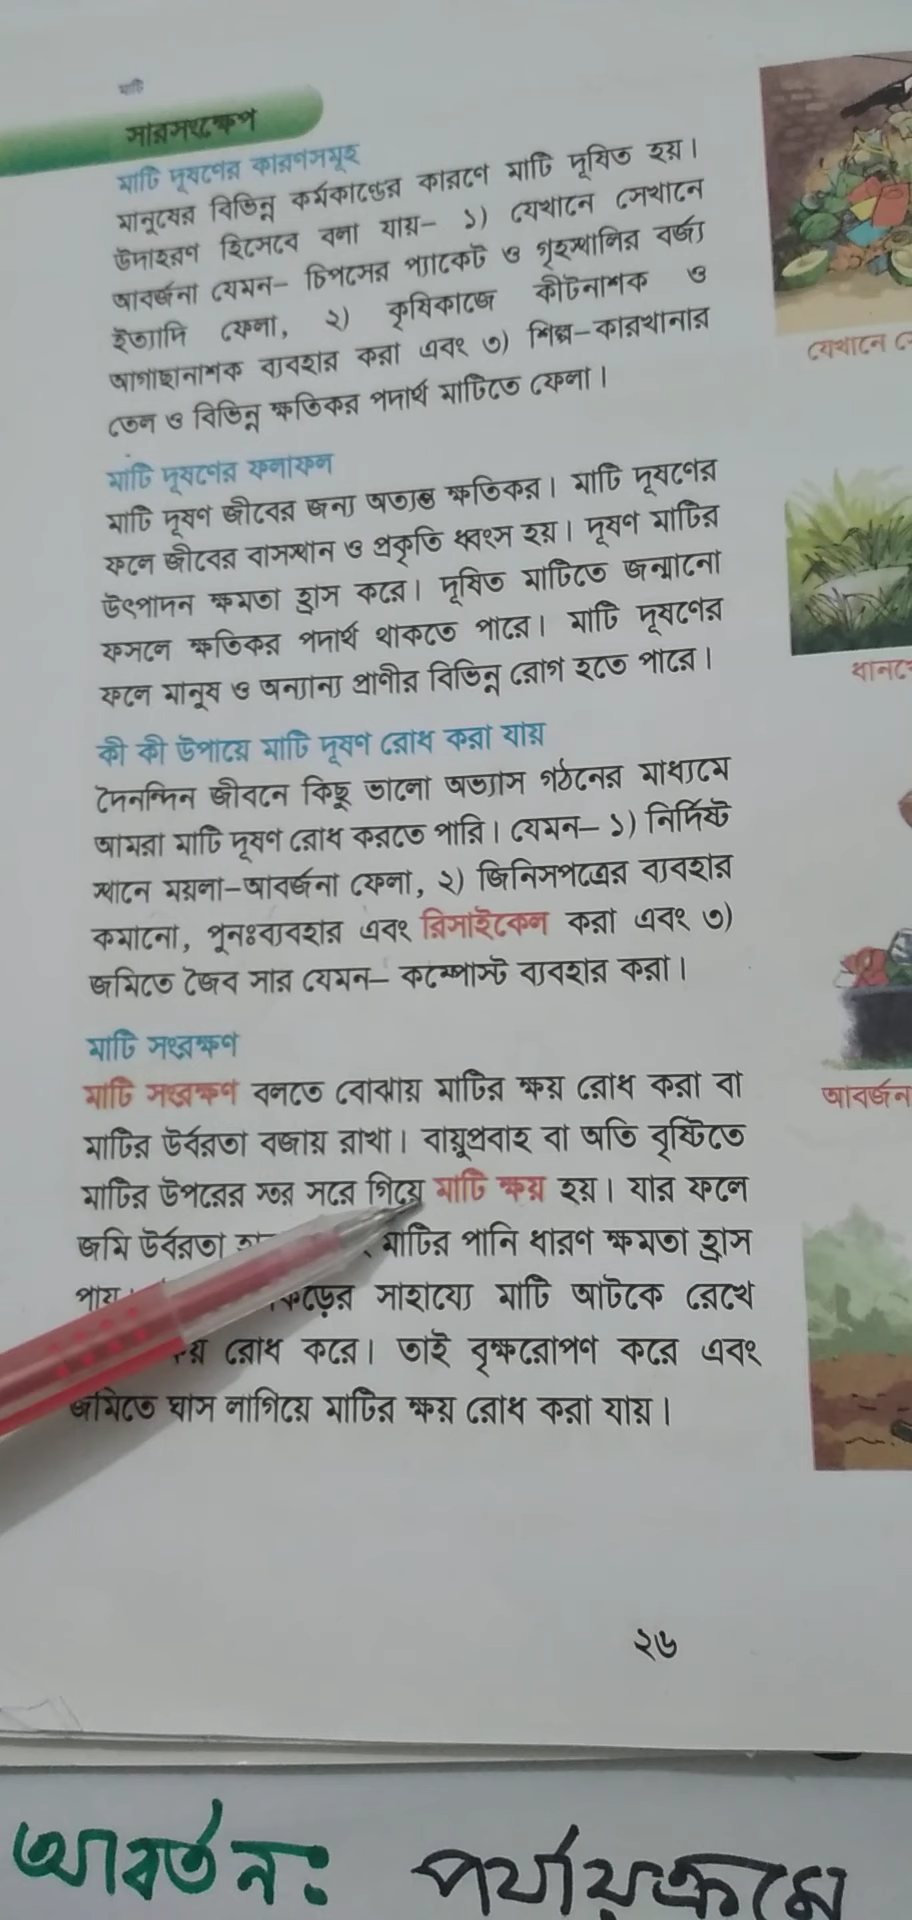 মাটি
সারসংক্ষেপ
মাটি দূষণের কারণসমূহ
মানুষের বিভিন্ন কর্মকাণ্ডের কারণে মাটি দূষিত হয়।
উদাহরণ হিসেবে বলা যায়– ১) যেখানে সেখানে
আবর্জনা যেমন– চিপসের প্যাকেট ও গৃহস্থালির বর্জ্য
ইত্যাদি ফেলা, ২) কৃষিকাজে কীটনাশক ও
আগাছানাশক ব্যবহার করা এবং ৩) শিল্প-কারখানার
তেল ও বিভিন্ন ক্ষতিকর পদার্থ মাটিতে ফেলা।
যেখানে
মাটি দূষণের ফলাফল
মাটি দূষণ জীবের জন্য অত্যন্ত ক্ষতিকর। মাটি দূষণের
ফলে জীবের বাসস্থান ও প্রকৃতি ধ্বংস হয়। দূষণ মাটির
উৎপাদন ক্ষমতা হ্রাস করে। দূষিত মাটিতে জন্মানো
ফসলে ক্ষতিকর পদার্থ থাকতে পারে। মাটি দূষণের
ফলে মানুষ ও অন্যান্য প্রাণীর বিভিন্ন রোগ হতে পারে।
কী কী উপায়ে মাটি দূষণ রোধ করা যায়
দৈনন্দিন জীবনে কিছু ভালো অভ্যাস গঠনের মাধ্যমে
আমরা মাটি দূষণ রোধ করতে পারি। যেমন– ১) নির্দিষ্ট
স্থানে ময়লা-আবর্জনা ফেলা, ২) জিনিসপত্রের ব্যবহার
কমানো, পুনঃব্যবহার এবং রিসাইকেল করা এবং ৩)
জমিতে জৈব সার যেমন– কম্পোস্ট ব্যবহার করা।
মাটি সংরক্ষণ
মাটি সংরক্ষণ বলতে বোঝায় মাটির ক্ষয় রোধ করা বা
মাটির উর্বরতা বজায় রাখা। বায়ুপ্রবাহ বা অতি বৃষ্টিতে
মাটির উপরের স্তর সরে গিয়ে মাটি ক্ষয় হয়। যার ফলে
জমি উর্বরতা মাটির পানি ধারণ ক্ষমতা হ্রাস
পায় সাহায্যে মাটি আটকে রেখে
রোধ করে। তাই বৃক্ষরোপণ করে এবং
জমিতে ঘাস লাগিয়ে মাটির ক্ষয় রোধ করা যায়।
২৬
আবর্তন: পর্যায়ক্রমে